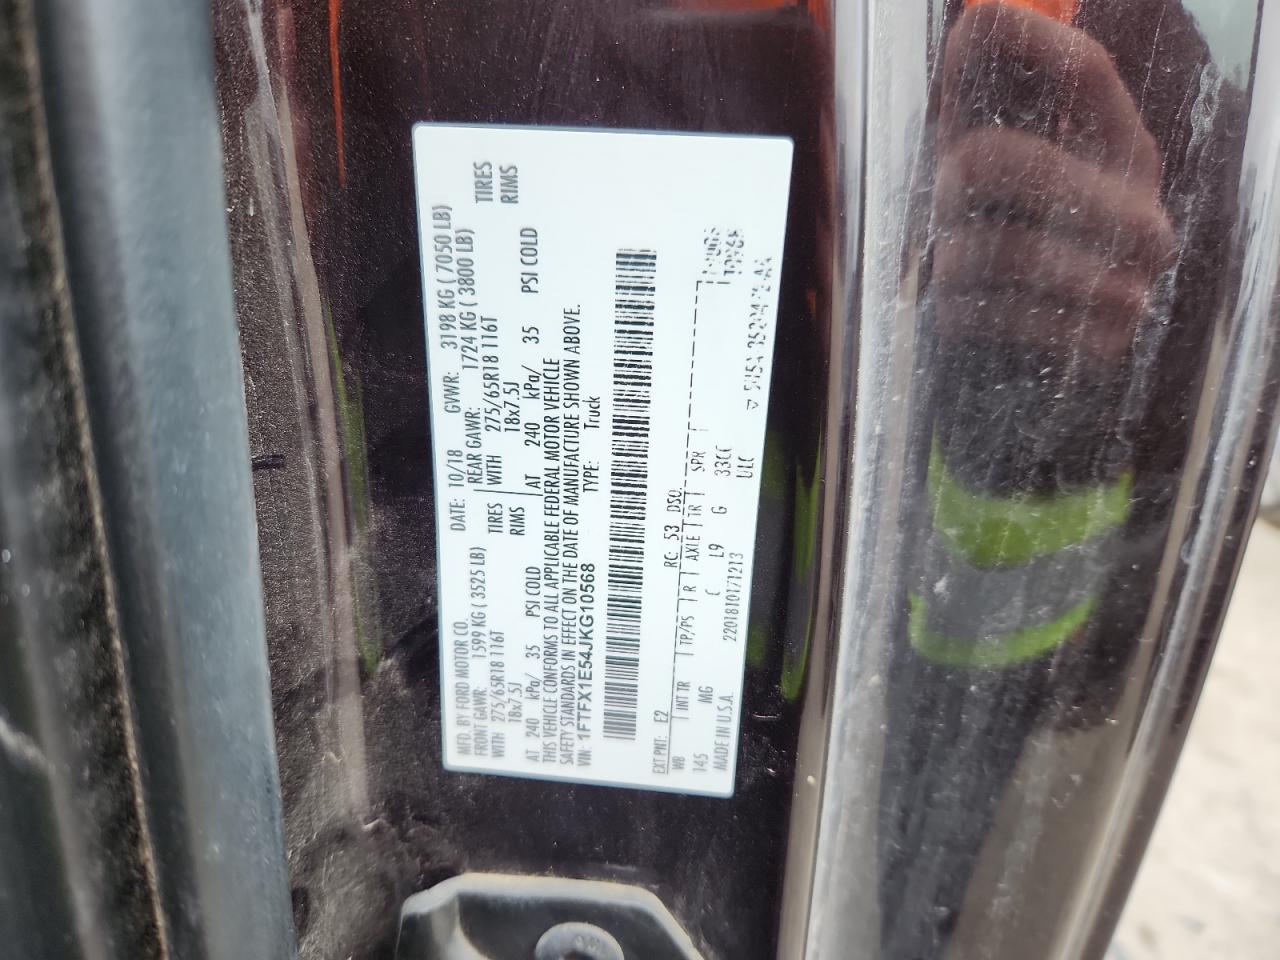 MFD. BY FORD MOTOR CO.
DATE: 10/18 GVWR: 3198 KG ( 7050 LB)
FRONT GAWR: 1599 KG ( 3525 LB) REAR GAWR: 1724 KG ( 3800 LB)
WITH 275/65R18 116T TIRES WITH 275/65R18 116T TIRES
18x7.5J RIMS 18x7.5J RIMS
AT 240 kPa/ 35 PSI COLD AT 240 kPa/ 35 PSI COLD
THIS VEHICLE CONFORMS TO ALL APPLICABLE FEDERAL MOTOR VEHICLE
SAFETY STANDARDS IN EFFECT ON THE DATE OF MANUFACTURE SHOWN ABOVE.
VIN: 1FTFX1E54JKG10568 TYPE: Truck
EXT PNT: E2 RC: 53 DSO:
WB INT TR TP/PS R AXLE TR SPR
145 MG C L9 G 33CC
MADE IN U.S.A. 2201810171213 ULC